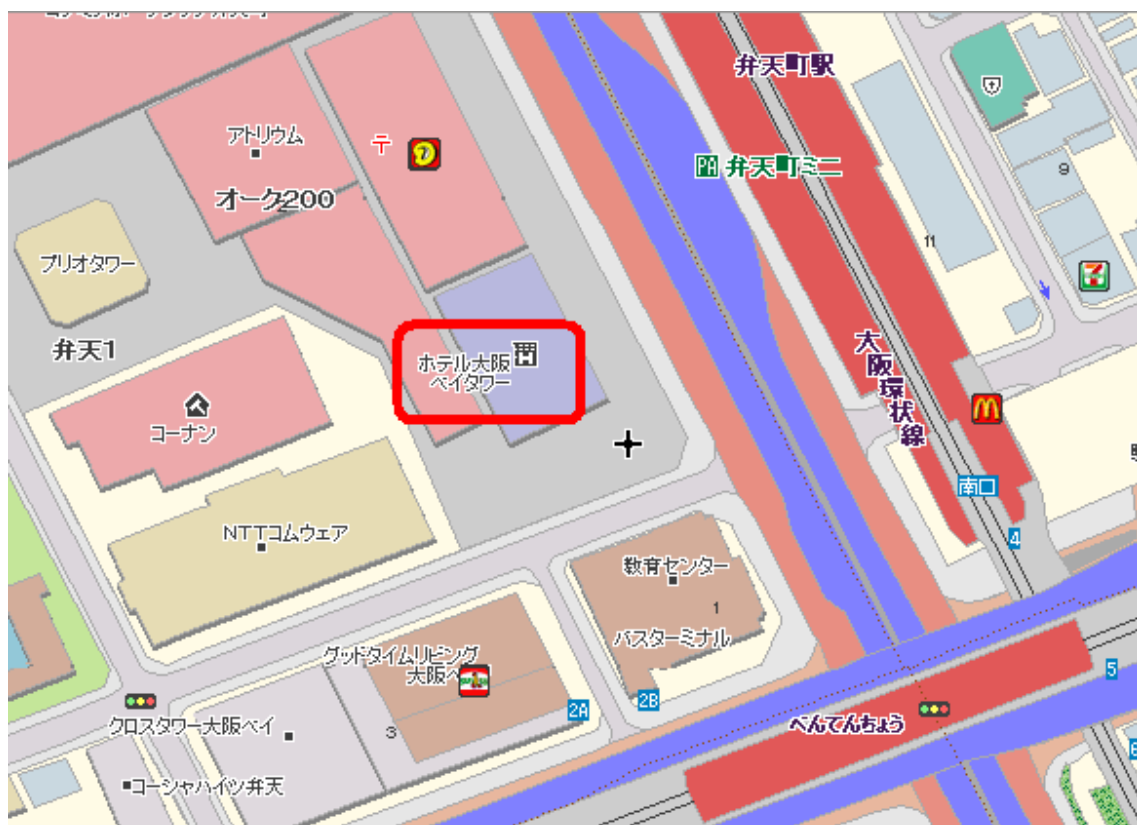 弁天町駅
アトリウム
〒
PA 弁天町ミニ
9
オーク200
2
11
プリオタワー
7
弁天1
ホテル大阪
ベイタワー
H
大阪環状線
M
コーナン
南口
4
NTTコムウェア
教育センター
1
バスターミナル
グッドタイムリビング
大阪ベ
5
2A
2B
クロスタワー大阪ベイ
3
べんてんちょう
コーシャハイツ弁天
6